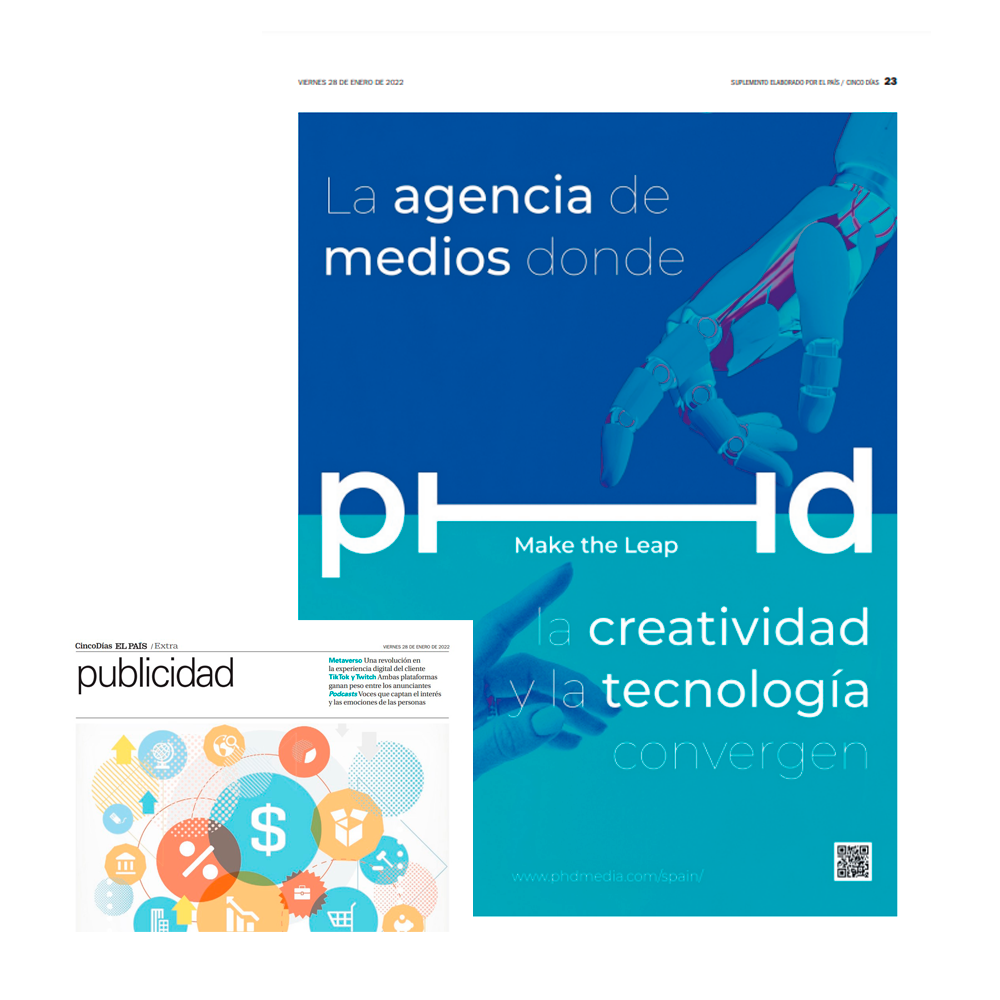 VIERNES 28 DE ENERO DE 2022
SUPLEMENTO ELABORADO POR EL PAÍS / CINCO DÍAS 23
La agencia de
medios donde
pHd
Make the Leap
la creatividad
y la tecnología
convergen
www.phdmedia.com/spain/
CincoDías EL PAÍS / Extra
VIERNES 28 DE ENERO DE 2022
publicidad
Metaverso Una revolución en
la experiencia digital del cliente
TikTok y Twitch Ambas plataformas
ganan peso entre los anunciantes
Podcasts Voces que captan el interés
y las emociones de las personas
$
%